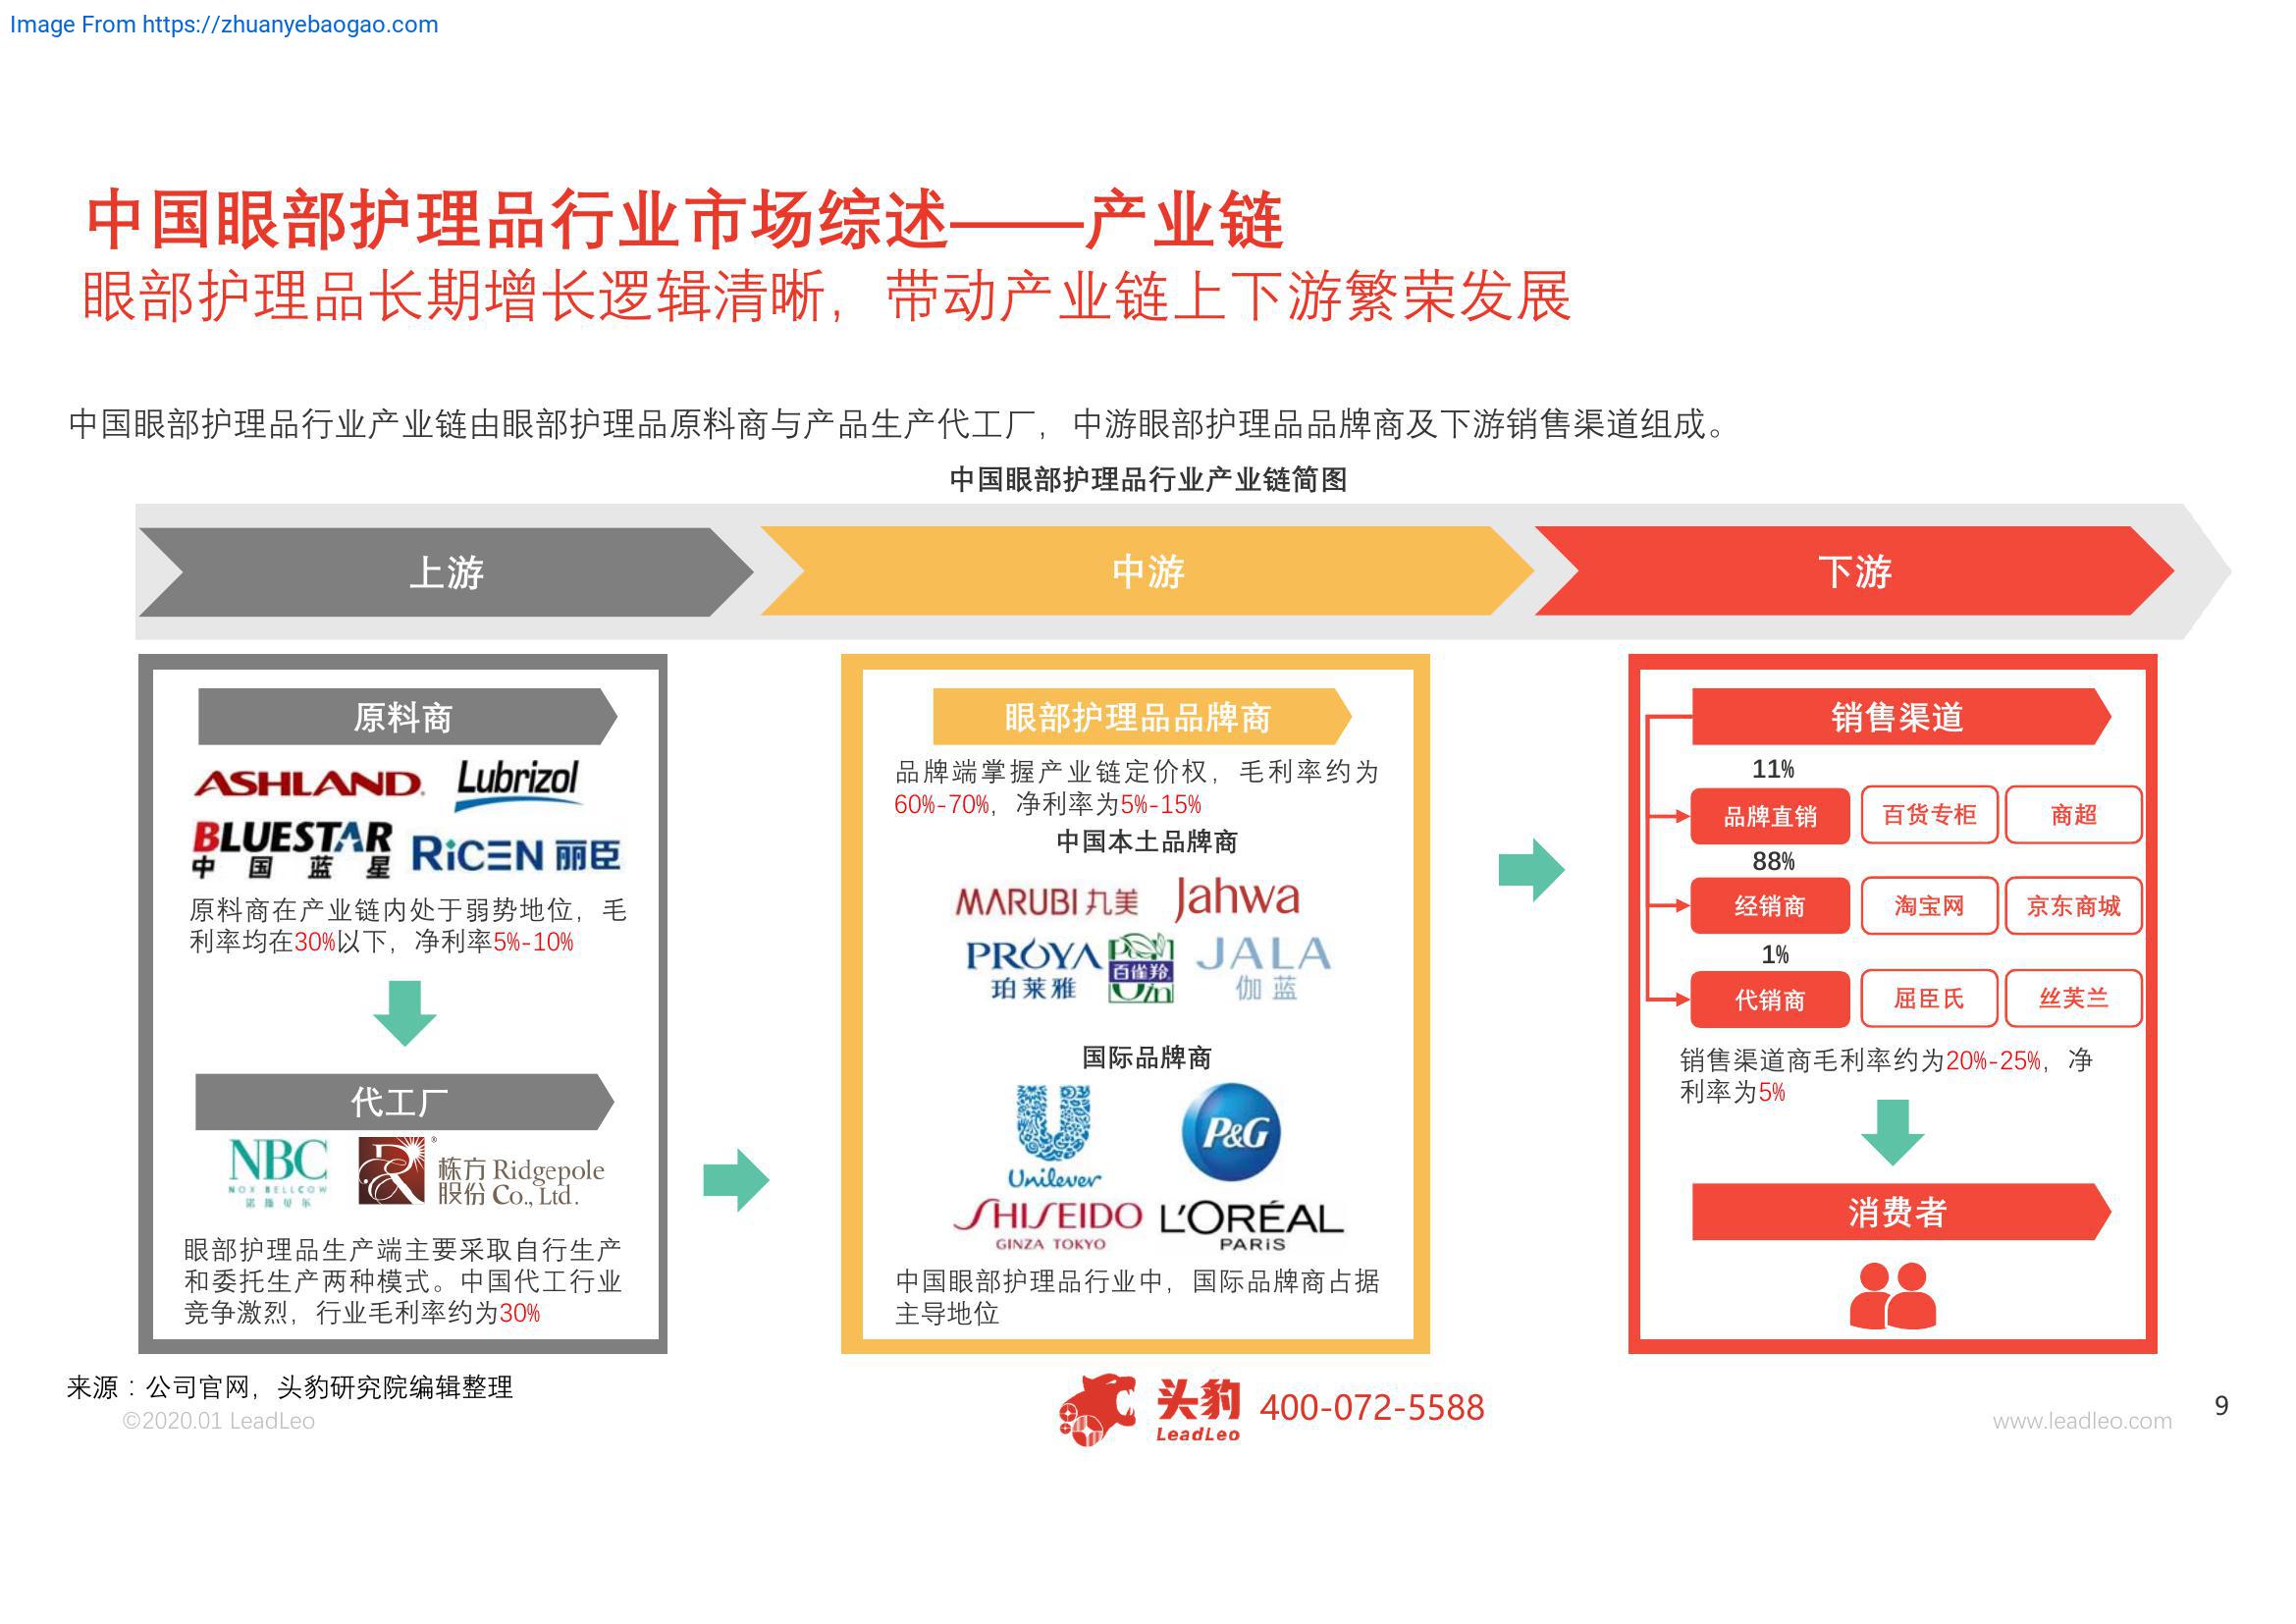 Image From https://zhuanyebaogao.com
中国眼部护理品行业市场综述——产业链
眼部护理品长期增长逻辑清晰，带动产业链上下游繁荣发展
中国眼部护理品行业产业链由眼部护理品原料商与产品生产代工厂，中游眼部护理品品牌商及下游销售渠道组成。
中国眼部护理品行业产业链简图
上游
中游
下游
原料商
ASHLAND.
Lubrizol
BLUESTAR
中国蓝星
RiCEN 丽臣
原料商在产业链内处于弱势地位，毛
利率均在30%以下，净利率5%-10%
代工厂
NBC
NOX BELLCOW
诺斯贝尔
®
栋方 Ridgepole
股份 Co., Ltd.
眼部护理品生产端主要采取自行生产
和委托生产两种模式。中国代工行业
竞争激烈，行业毛利率约为30%
眼部护理品品牌商
品牌端掌握产业链定价权，毛利率约为
60%-70%，净利率为5%-15%
中国本土品牌商
MARUBI 丸美
Jahwa
PROYA
珀莱雅
百雀羚
JALA
伽蓝
国际品牌商
Unilever
P&G
SHISEIDO
GINZA TOKYO
L'ORÉAL
PARiS
中国眼部护理品行业中，国际品牌商占据
主导地位
销售渠道
11%
品牌直销
百货专柜
商超
88%
经销商
淘宝网
京东商城
1%
代销商
屈臣氏
丝芙兰
销售渠道商毛利率约为20%-25%，净
利率为5%
消费者
来源：公司官网，头豹研究院编辑整理
©2020.01 LeadLeo
头豹
LeadLeo
400-072-5588
www.leadleo.com
9